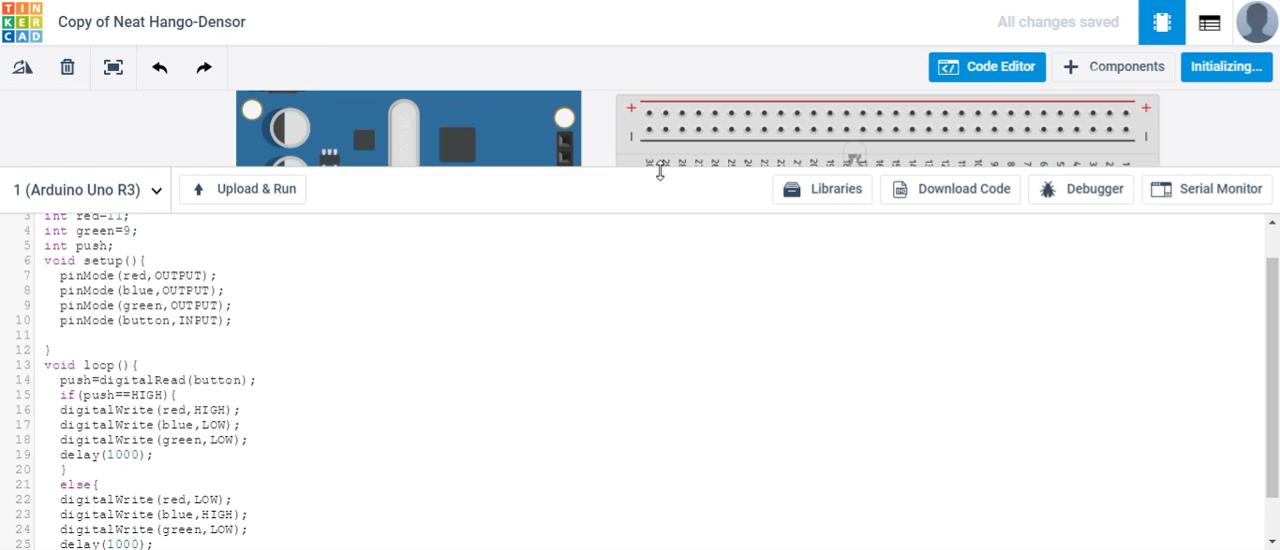 TIN
KER
CAD
Copy of Neat Hango-Densor
All changes saved
Code Editor
+ Components
Initializing...
1 (Arduino Uno R3)
Upload & Run
Libraries
Download Code
Debugger
Serial Monitor
3 int red=11;
4 int green=9;
5 int push;
6 void setup(){
7 pinMode(red,OUTPUT);
8 pinMode(blue,OUTPUT);
9 pinMode(green,OUTPUT);
10 pinMode(button,INPUT);
11
12 }
13 void loop(){
14 push=digitalRead(button);
15 if(push==HIGH){
16 digitalWrite(red,HIGH);
17 digitalWrite(blue,LOW);
18 digitalWrite(green,LOW);
19 delay(1000);
20 }
21 else{
22 digitalWrite(red,LOW);
23 digitalWrite(blue,HIGH);
24 digitalWrite(green,LOW);
25 delay(1000);